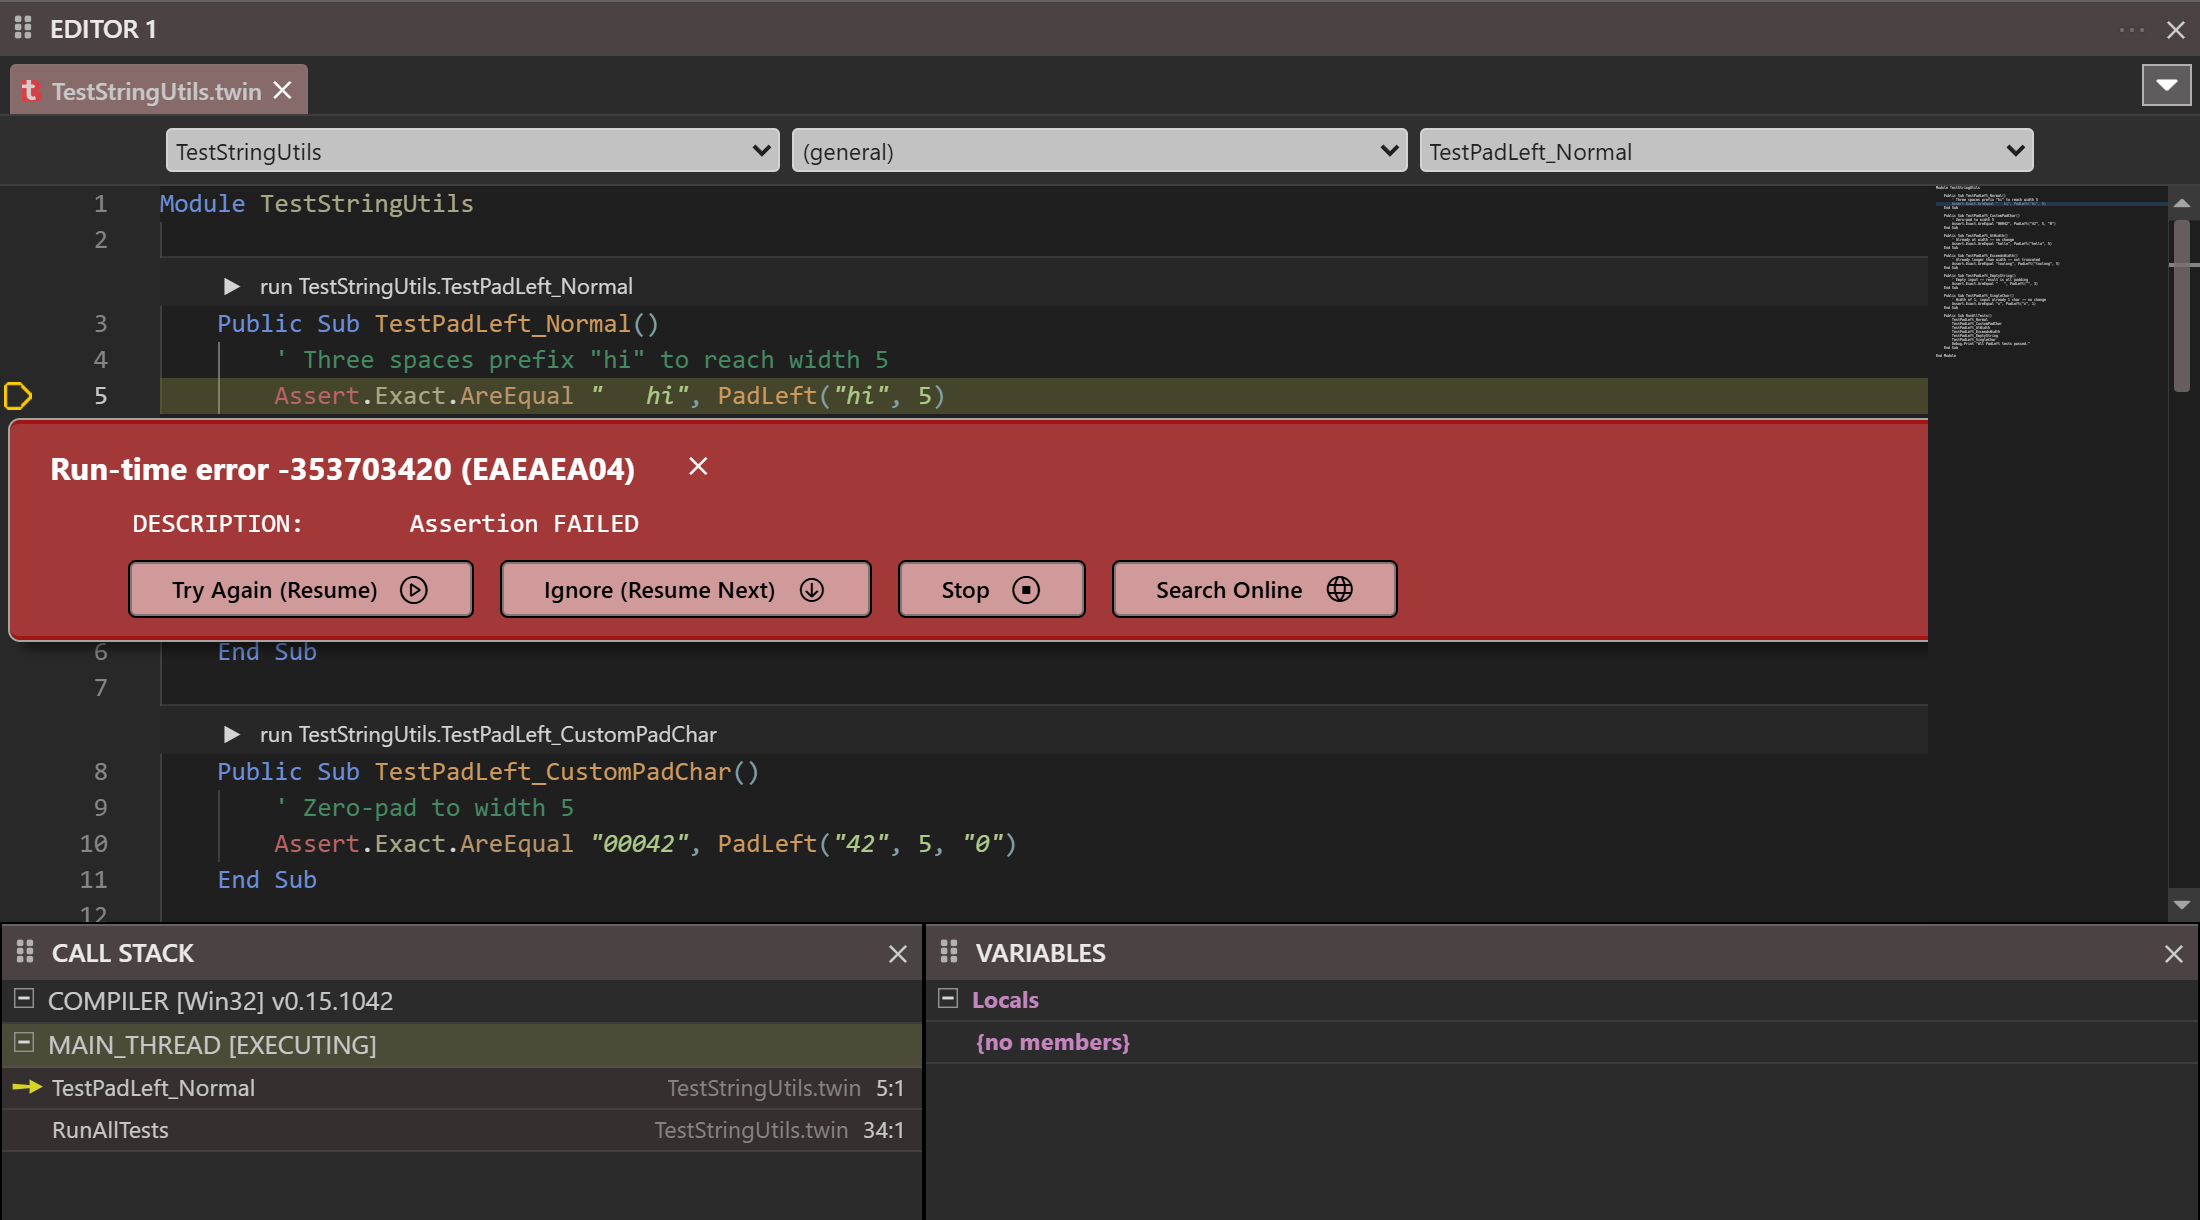 EDITOR 1
TestStringUtils.twin
TestStringUtils
(general)
TestPadLeft_Normal
1 Module TestStringUtils
2
run TestStringUtils.TestPadLeft_Normal
3 Public Sub TestPadLeft_Normal()
4 ' Three spaces prefix "hi" to reach width 5
5 Assert.Exact.AreEqual "   hi", PadLeft("hi", 5)
Run-time error -353703420 (EAEAEA04)
DESCRIPTION: Assertion FAILED
Try Again (Resume)
Ignore (Resume Next)
Stop
Search Online
6 End Sub
7
run TestStringUtils.TestPadLeft_CustomPadChar
8 Public Sub TestPadLeft_CustomPadChar()
9 ' Zero-pad to width 5
10 Assert.Exact.AreEqual "00042", PadLeft("42", 5, "0")
11 End Sub
12
CALL STACK
COMPILER [Win32] v0.15.1042
MAIN_THREAD [EXECUTING]
TestPadLeft_Normal TestStringUtils.twin 5:1
RunAllTests TestStringUtils.twin 34:1
VARIABLES
Locals
{no members}